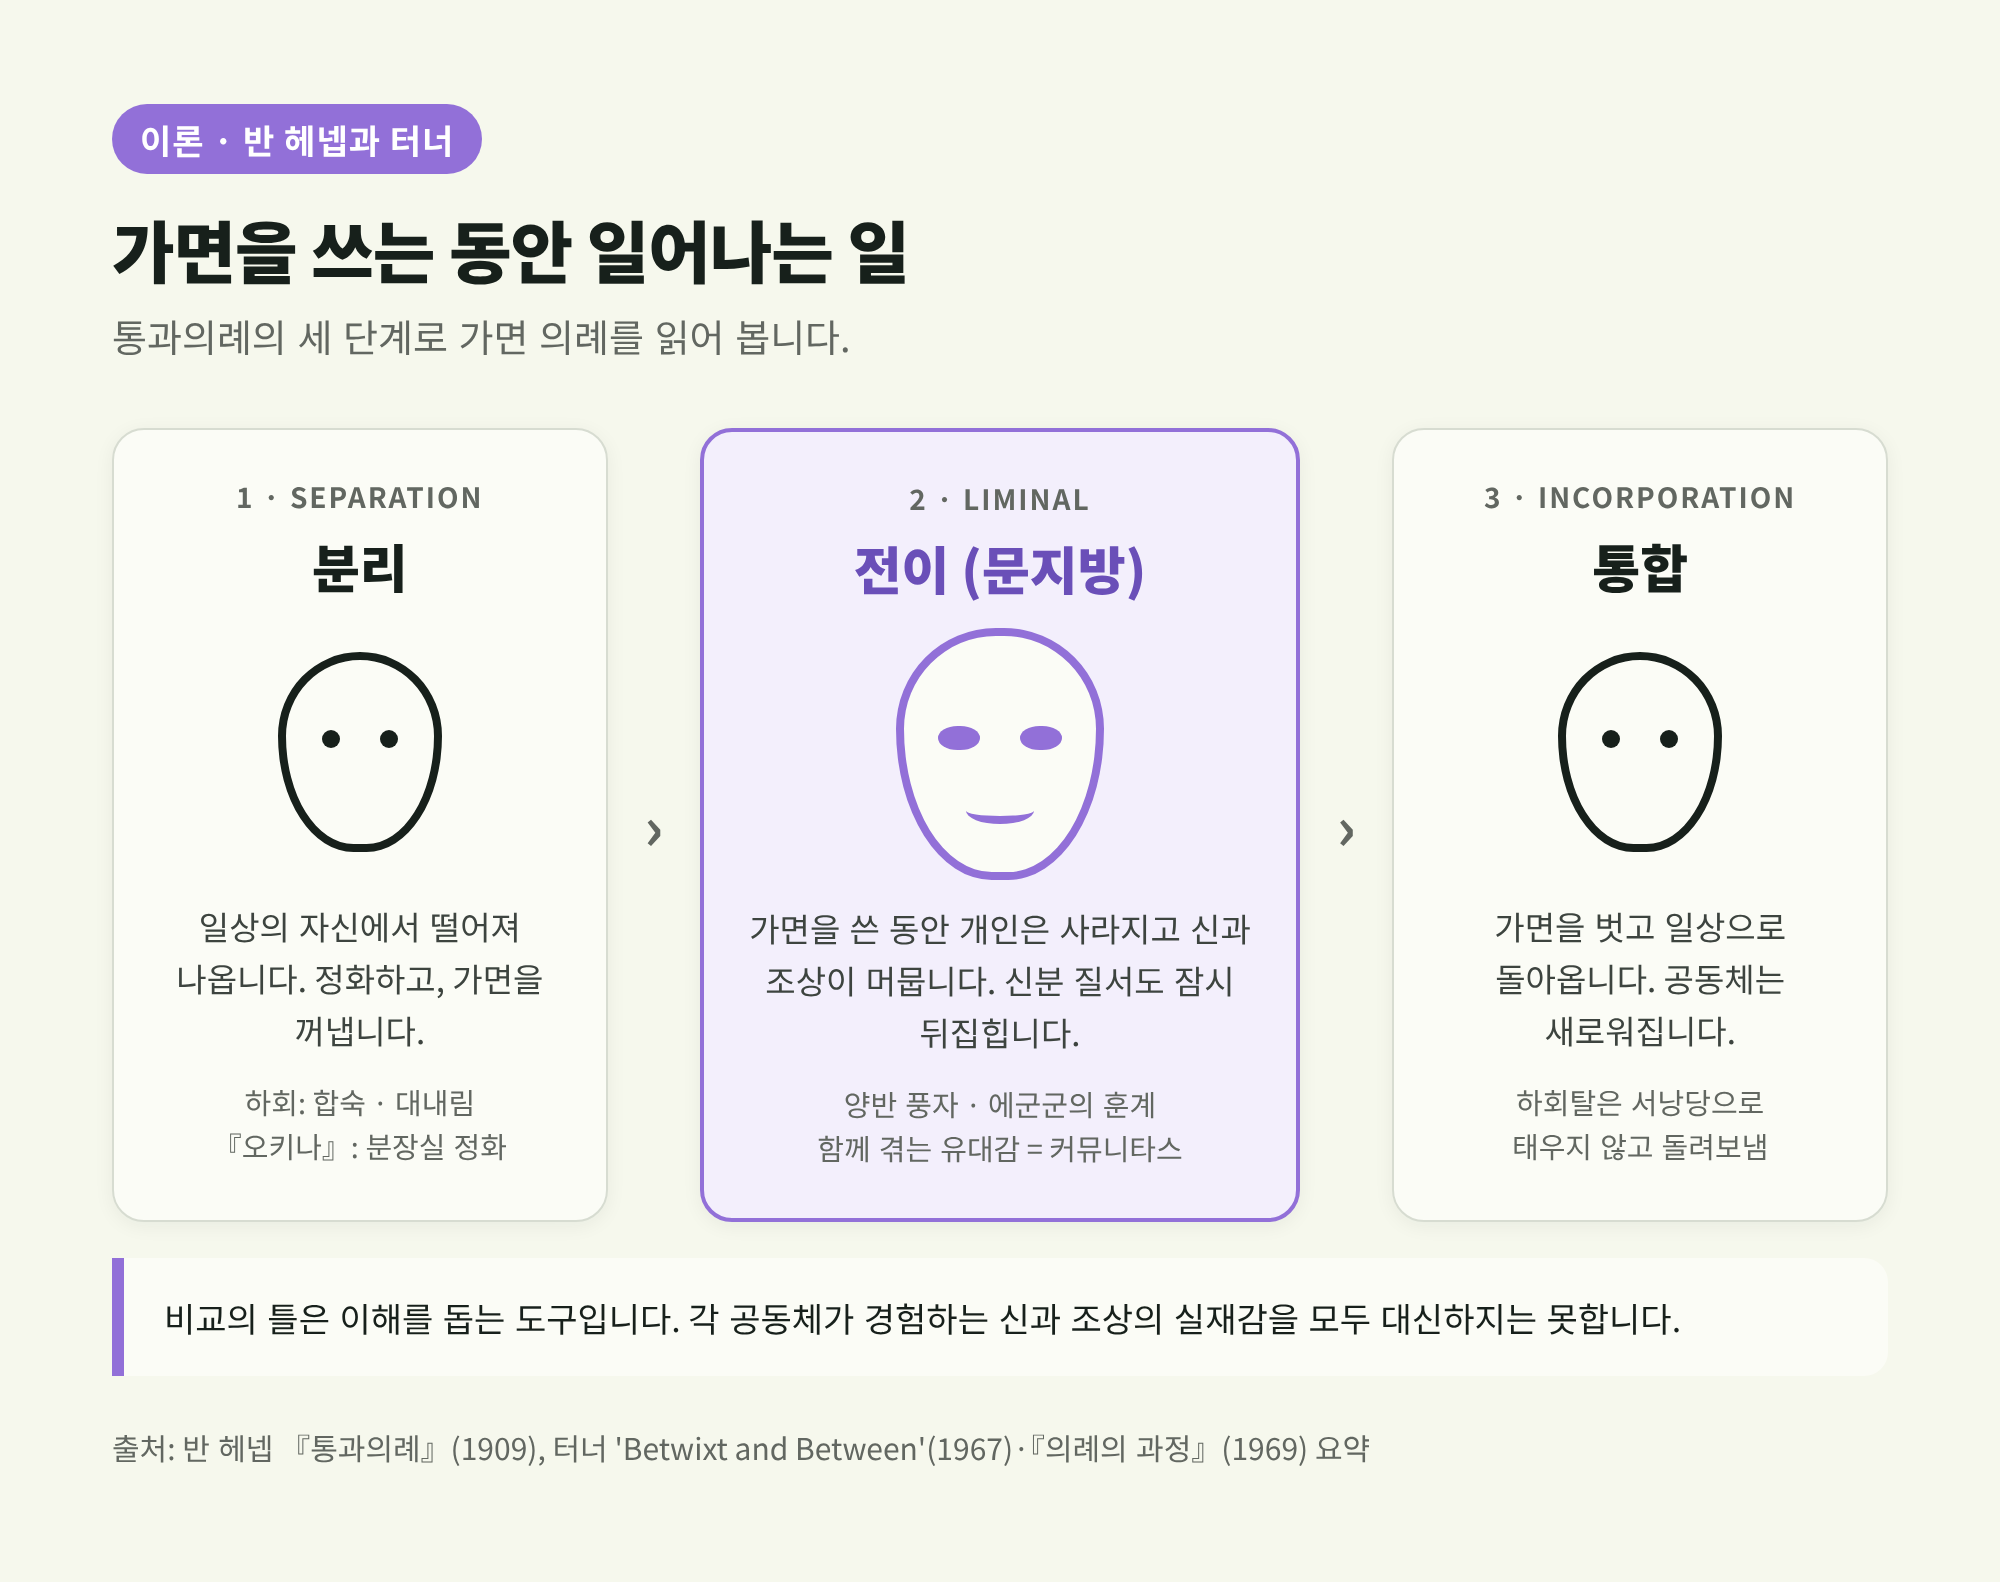 이론 · 반 헤넵과 터너
가면을 쓰는 동안 일어나는 일
통과의례의 세 단계로 가면 의례를 읽어 봅니다.
1 · SEPARATION
분리
일상의 자신에서 떨어져
나옵니다. 정화하고, 가면을
꺼냅니다.
하회: 합숙 · 대내림
『오키나』: 분장실 정화
›
2 · LIMINAL
전이 (문지방)
가면을 쓴 동안 개인은 사라지고 신과
조상이 머뭅니다. 신분 질서도 잠시
뒤집힙니다.
양반 풍자 · 에군군의 훈계
함께 겪는 유대감 = 커뮤니타스
›
3 · INCORPORATION
통합
가면을 벗고 일상으로
돌아옵니다. 공동체는
새로워집니다.
하회탈은 서낭당으로
태우지 않고 돌려보냄
비교의 틀은 이해를 돕는 도구입니다. 각 공동체가 경험하는 신과 조상의 실재감을 모두 대신하지는 못합니다.
출처: 반 헤넵 『통과의례』(1909), 터너 'Betwixt and Between'(1967)·『의례의 과정』(1969) 요약